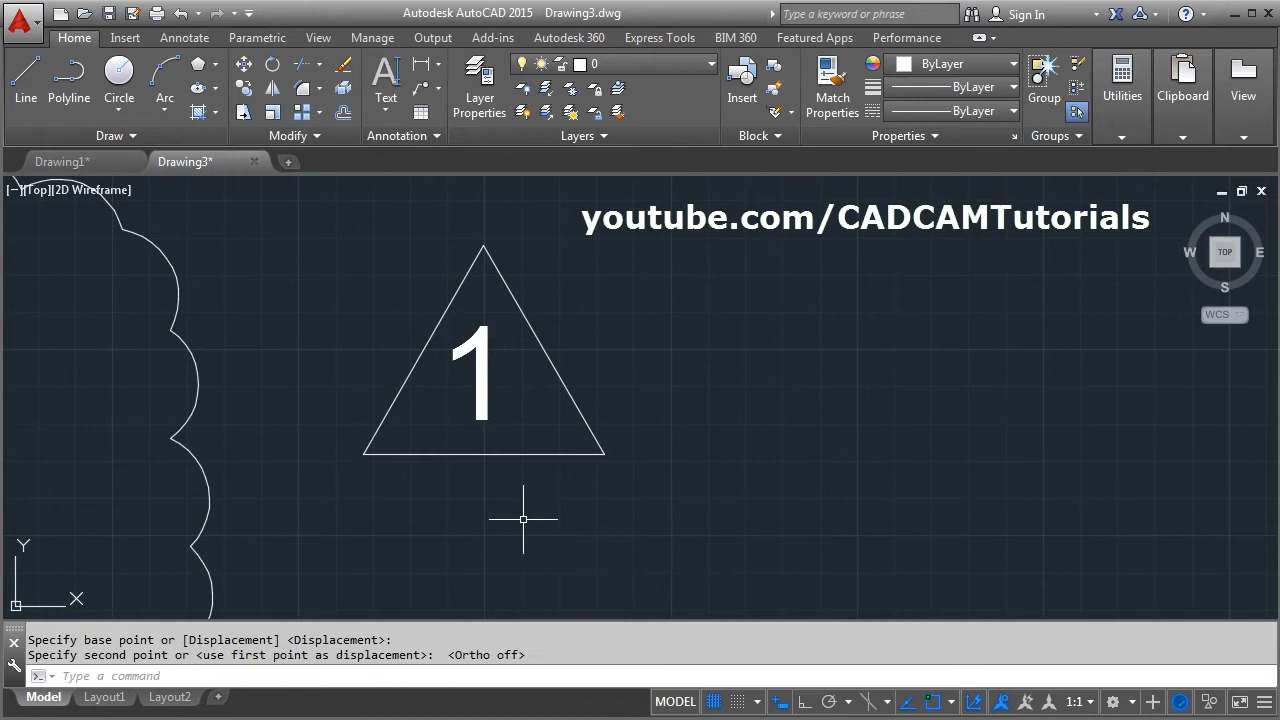 Autodesk AutoCAD 2015 Drawing3.dwg
Type a keyword or phrase
Sign In
Home Insert Annotate Parametric View Manage Output Add-ins Autodesk 360 Express Tools BIM 360 Featured Apps Performance
0
ByLayer
ByLayer
ByLayer
Line Polyline Circle Arc
A Text
Layer Properties
Insert
Match Properties
Group
Utilities
Clipboard
View
Draw Modify Annotation Layers Block Properties Groups
Drawing1* Drawing3*
[−][Top][2D Wireframe]
youtube.com/CADCAMTutorials
N
W TOP E
S
WCS
1
Y
X
Specify base point or [Displacement] <Displacement>:
Specify second point or <use first point as displacement>: <Ortho off>
Type a command
Model Layout1 Layout2
MODEL
1:1